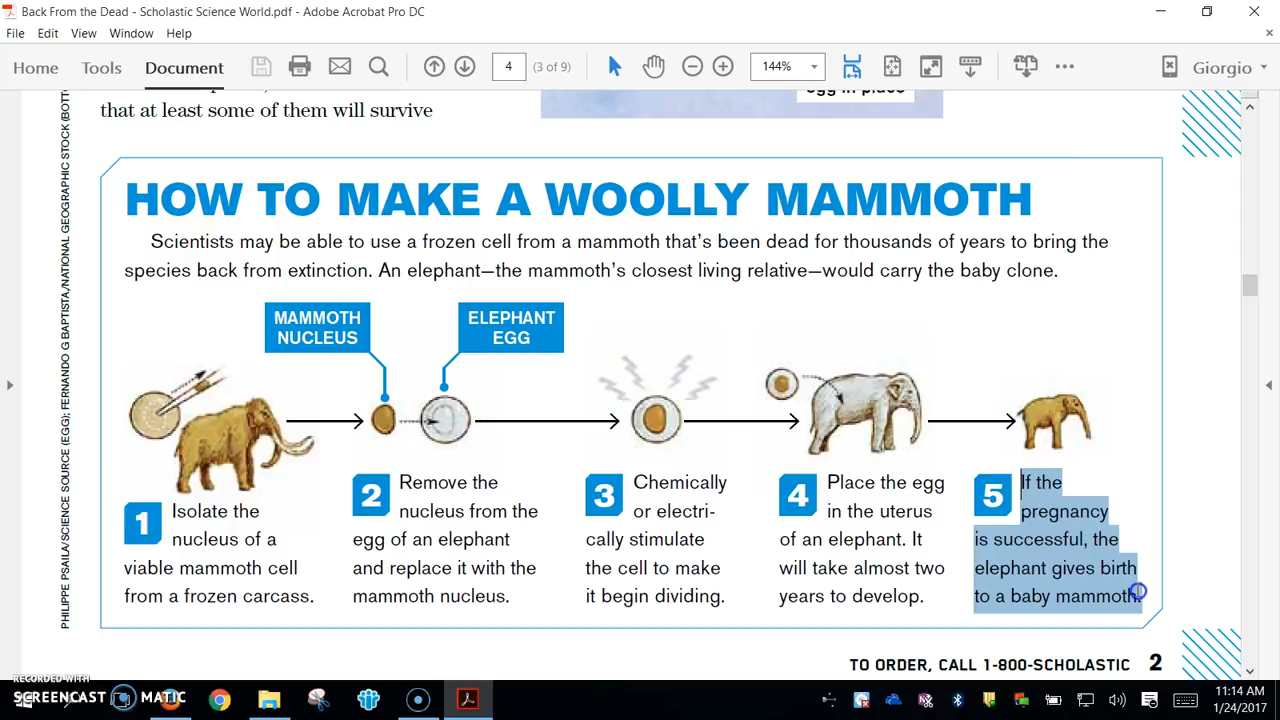 Back From the Dead - Scholastic Science World.pdf - Adobe Acrobat Pro DC
File Edit View Window Help
Home Tools Document 4 (3 of 9) 144% Giorgio
that at least some of them will survive
egg in place
PHILIPPE PSAILA/SCIENCE SOURCE (EGG); FERNANDO G BAPTISTA/NATIONAL GEOGRAPHIC STOCK (BOTTO
HOW TO MAKE A WOOLLY MAMMOTH
Scientists may be able to use a frozen cell from a mammoth that's been dead for thousands of years to bring the
species back from extinction. An elephant—the mammoth's closest living relative—would carry the baby clone.
MAMMOTH
NUCLEUS
ELEPHANT
EGG
1 Isolate the
nucleus of a
viable mammoth cell
from a frozen carcass.
2 Remove the
nucleus from the
egg of an elephant
and replace it with the
mammoth nucleus.
3 Chemically
or electri-
cally stimulate
the cell to make
it begin dividing.
4 Place the egg
in the uterus
of an elephant. It
will take almost two
years to develop.
5 If the
pregnancy
is successful, the
elephant gives birth
to a baby mammoth.
TO ORDER, CALL 1-800-SCHOLASTIC 2
RECORDED WITH
SCREENCAST MATIC
11:14 AM
1/24/2017